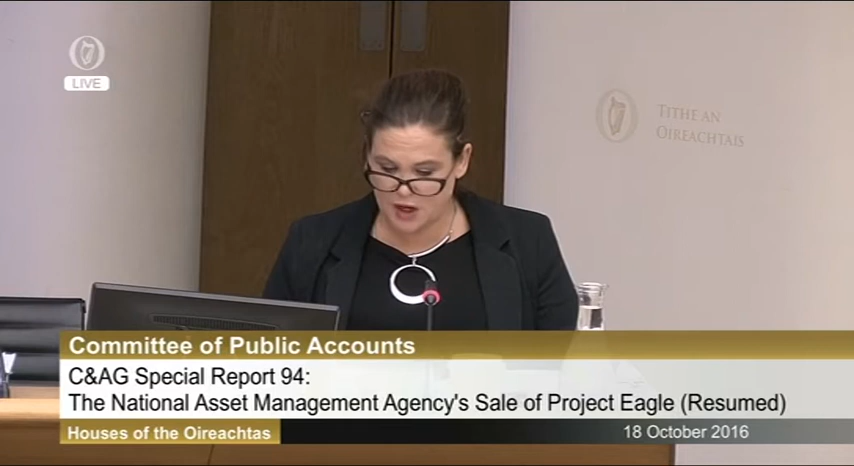 LIVE
TITHE AN
OIREACHTAIS
Committee of Public Accounts
C&AG Special Report 94:
The National Asset Management Agency's Sale of Project Eagle (Resumed)
Houses of the Oireachtas
18 October 2016